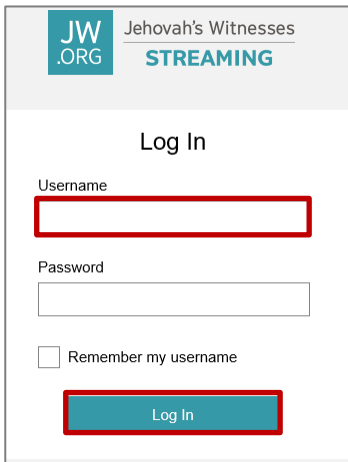 JW
.ORG
Jehovah's Witnesses
STREAMING
Log In
Username
Password
Remember my username
Log In